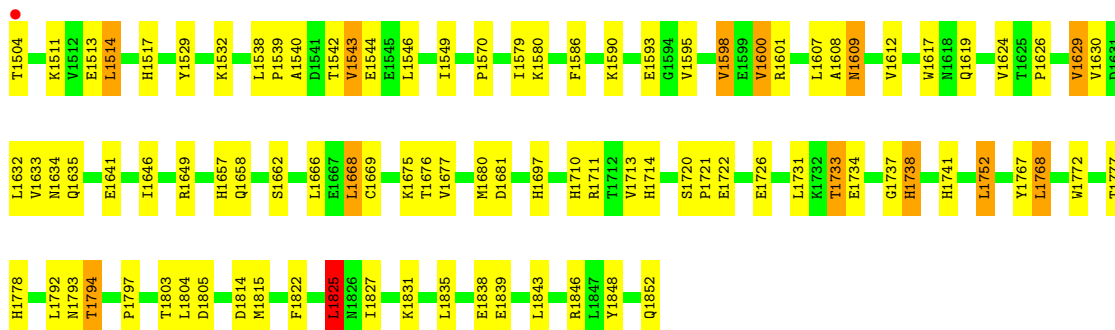 T1504 K1511 V1512 E1513 L1514 H1517 Y1529 K1532 L1538 P1539 A1540 D1541 T1542 V1543 E1544 E1545 L1546 I1549 P1570 I1579 K1580 F1586 K1590 E1593 G1594 V1595 V1598 E1599 V1600 R1601 L1607 A1608 N1609 V1612 W1617 N1618 Q1619 V1624 T1625 P1626 V1629 V1630 D1631
L1632 V1633 N1634 Q1635 E1641 I1646 R1649 H1657 Q1658 S1662 L1666 E1667 L1668 C1669 K1675 T1676 V1677 M1680 D1681 H1697 H1710 R1711 T1712 V1713 H1714 S1720 P1721 E1722 E1726 L1731 K1732 T1733 E1734 G1737 H1738 H1741 L1752 Y1767 L1768 W1772 T1777
H1778 L1792 N1793 T1794 P1797 T1803 L1804 D1805 D1814 M1815 F1822 L1825 N1826 I1827 K1831 L1835 E1838 E1839 L1843 R1846 L1847 Y1848 Q1852